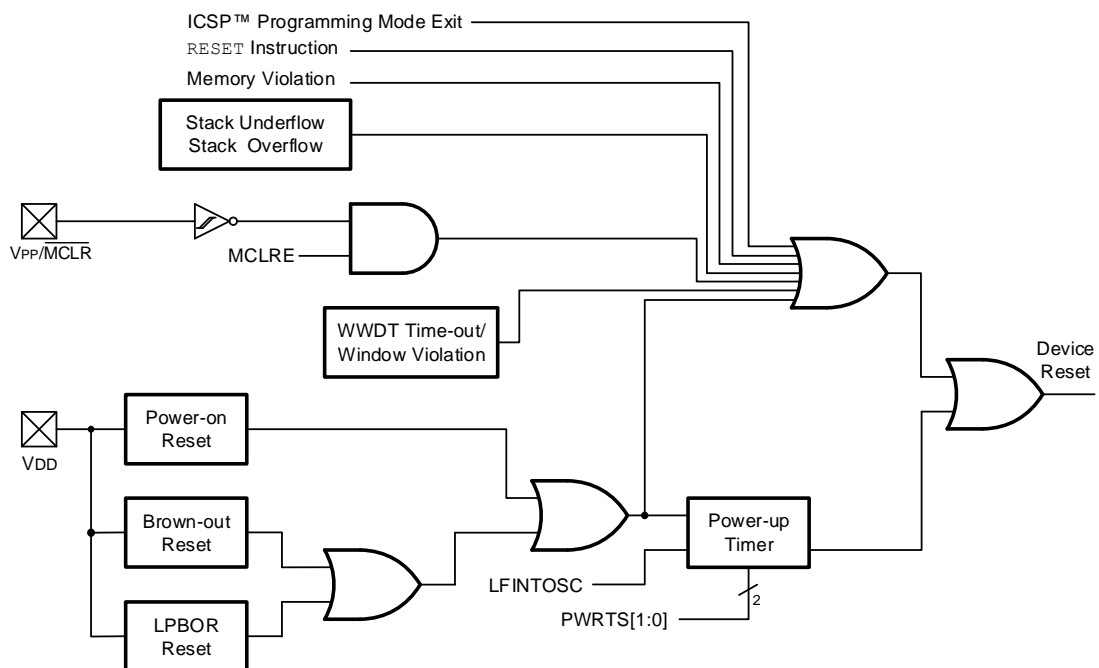 ICSP™ Programming Mode Exit
RESET Instruction
Memory Violation
Stack Underflow
Stack Overflow
VPP/MCLR
MCLRE
WWDT Time-out/
Window Violation
Device
Reset
Power-on
Reset
VDD
Brown-out
Reset
Power-up
Timer
LFINTOSC
2
PWRTS[1:0]
LPBOR
Reset